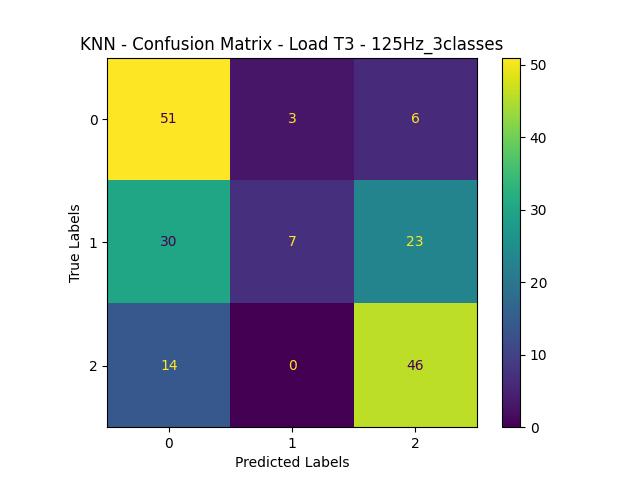 KNN - Confusion Matrix - Load T3 - 125Hz_3classes
50
0 51 3 6
40
30
True Labels
1 30 7 23
20
2 14 0 46
10
0
0 1 2
Predicted Labels